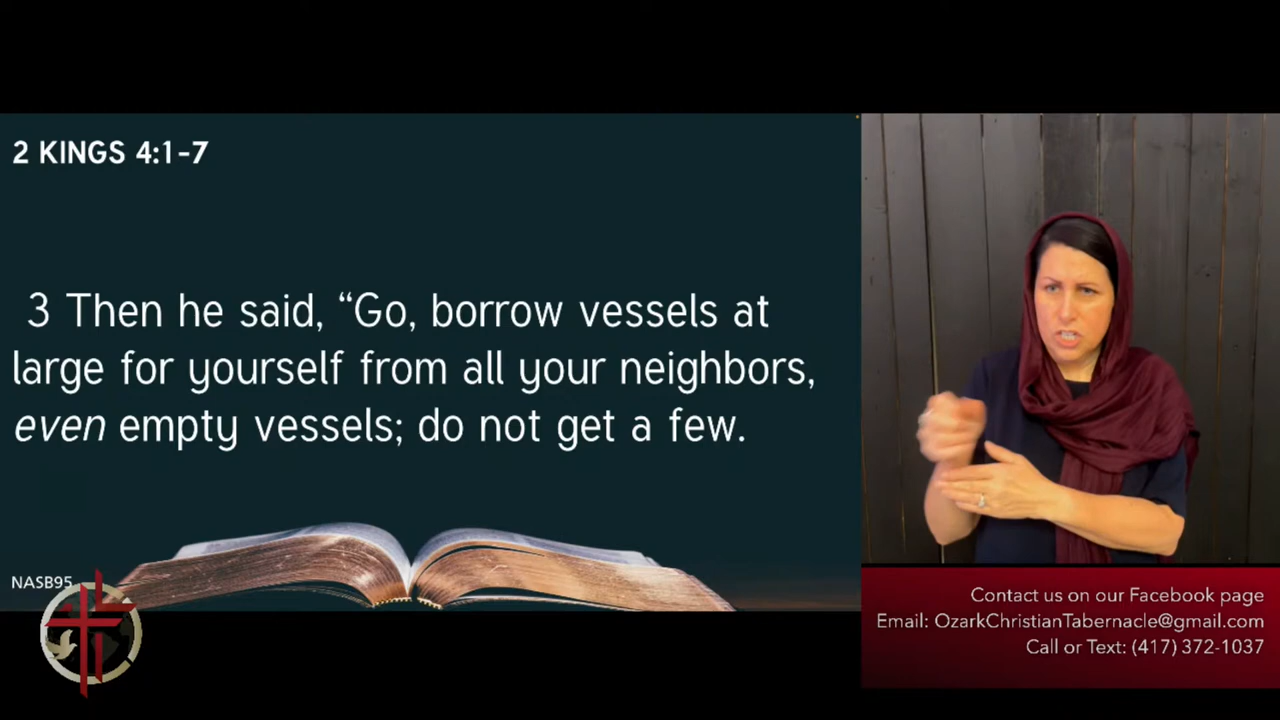 2 KINGS 4:1-7
3 Then he said, “Go, borrow vessels at
large for yourself from all your neighbors,
even empty vessels; do not get a few.
NASB95
Contact us on our Facebook page
Email: OzarkChristianTabernacle@gmail.com
Call or Text: (417) 372-1037